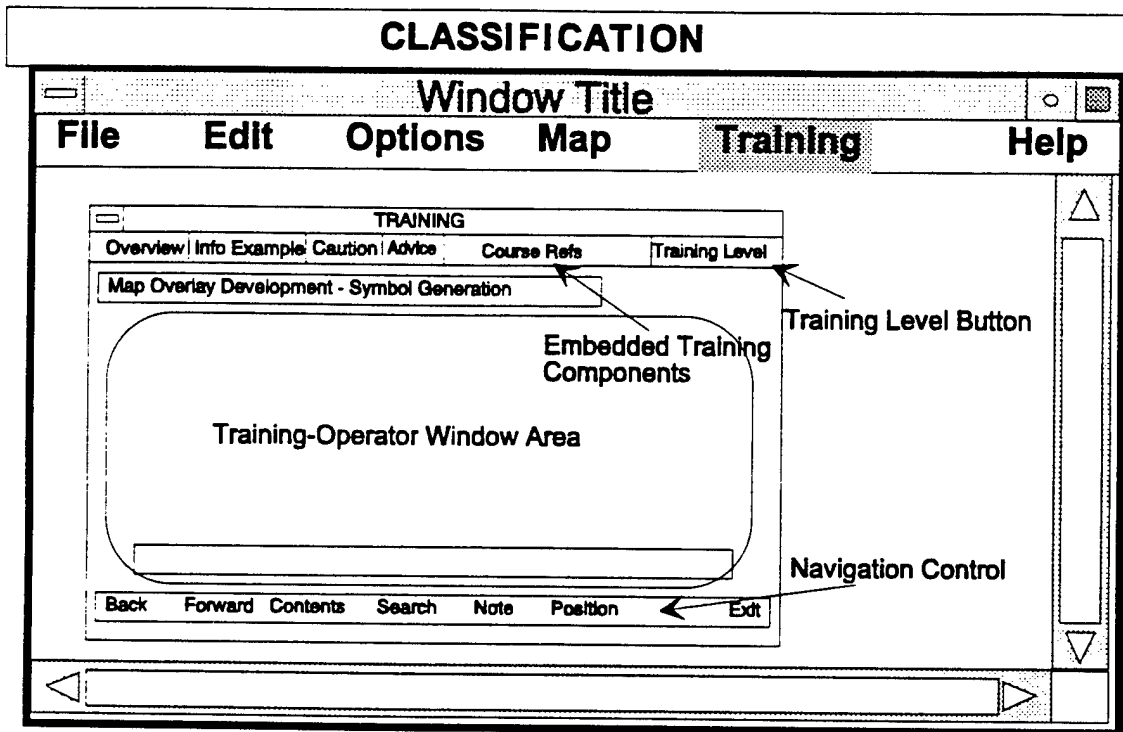 CLASSIFICATION
Window Title
File Edit Options Map Training Help
TRAINING
Overview Info Example Caution Advice Course Refs Training Level
Map Overlay Development - Symbol Generation
Training Level Button
Embedded Training
Components
Training-Operator Window Area
Navigation Control
Back Forward Contents Search Note Position Exit